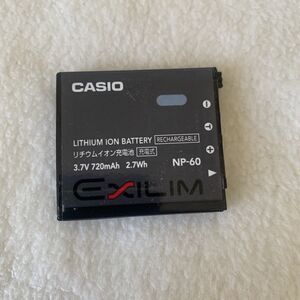 CASIO
LITHIUM ION BATTERY RECHARGEABLE
リチウムイオン充電池 充電式
3.7V 720mAh 2.7Wh NP-60
EXILIM